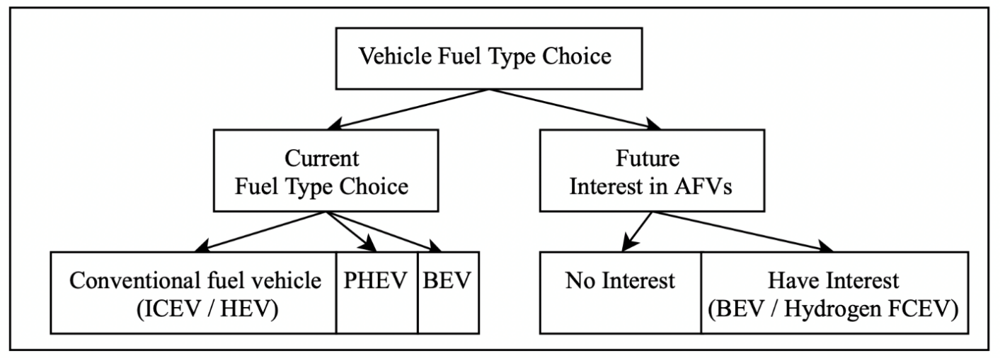 Vehicle Fuel Type Choice
Current
Fuel Type Choice
Future
Interest in AFVs
Conventional fuel vehicle
(ICEV / HEV)
PHEV
BEV
No Interest
Have Interest
(BEV / Hydrogen FCEV)